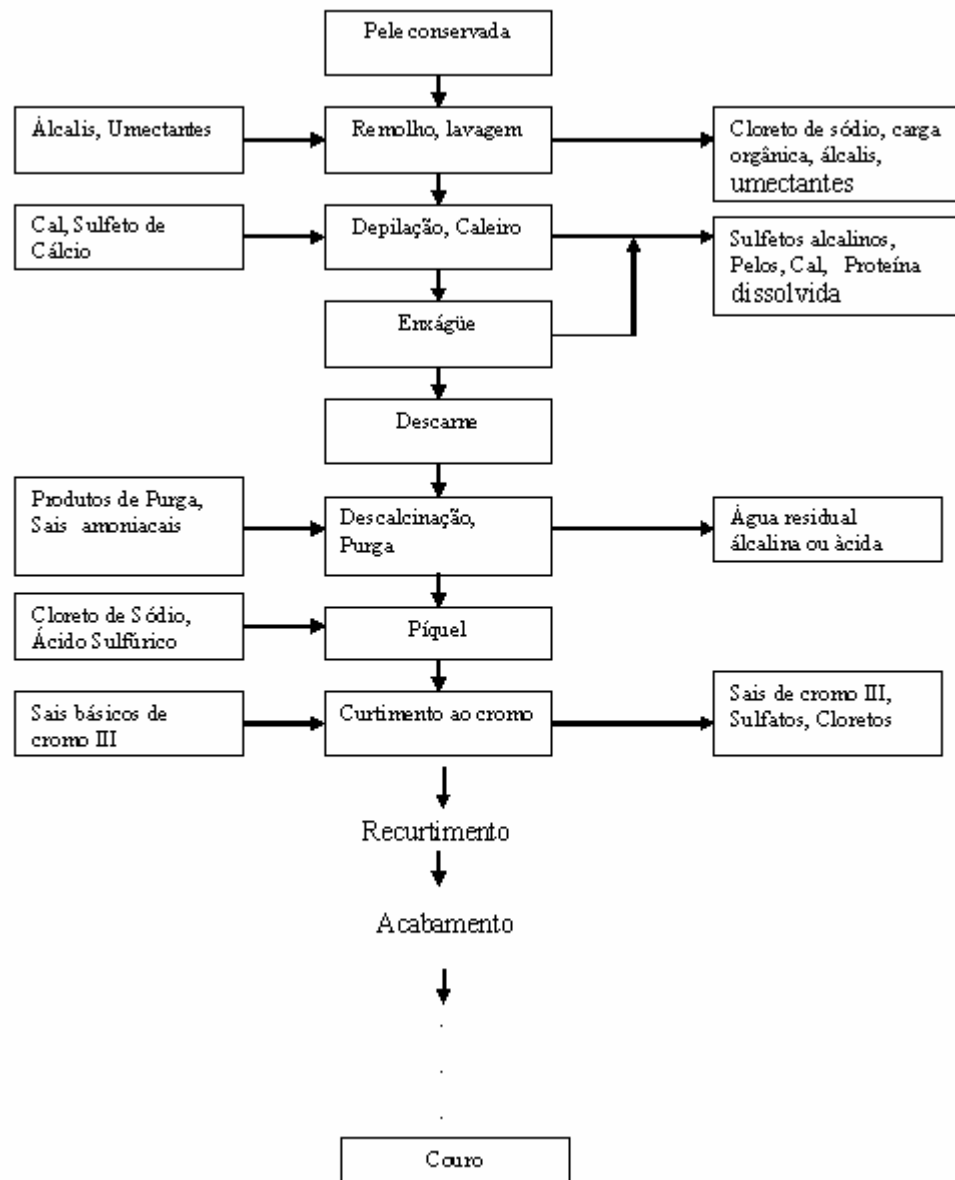 Pele conservada
Álcalis, Umectantes
Remolho, lavagem
Cloreto de sódio, carga
orgânica, álcalis,
umectantes
Cal, Sulfeto de
Cálcio
Depilação, Caleiro
Sulfetos alcalinos,
Pelos, Cal, Proteína
dissolvida
Enxágüe
Descarne
Produtos de Purga,
Sais amoniacais
Descalcinação,
Purga
Água residual
álcalina ou àcida
Cloreto de Sódio,
Ácido Sulfúrico
Píquel
Sais básicos de
cromo III
Curtimento ao cromo
Sais de cromo III,
Sulfatos, Cloretos
Recurtimento
Acabamento
.
.
.
Couro